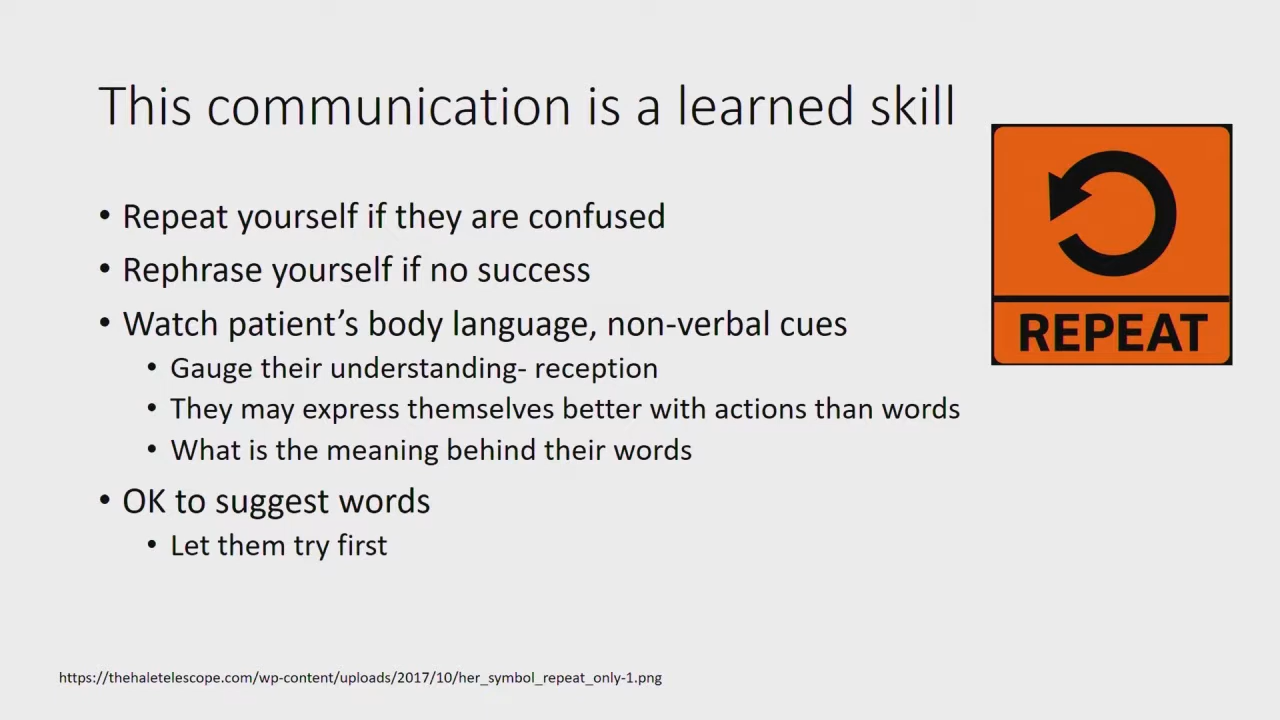 This communication is a learned skill
• Repeat yourself if they are confused
• Rephrase yourself if no success
• Watch patient’s body language, non-verbal cues
• Gauge their understanding- reception
• They may express themselves better with actions than words
• What is the meaning behind their words
• OK to suggest words
• Let them try first
REPEAT
https://thehaletelescope.com/wp-content/uploads/2017/10/her_symbol_repeat_only-1.png